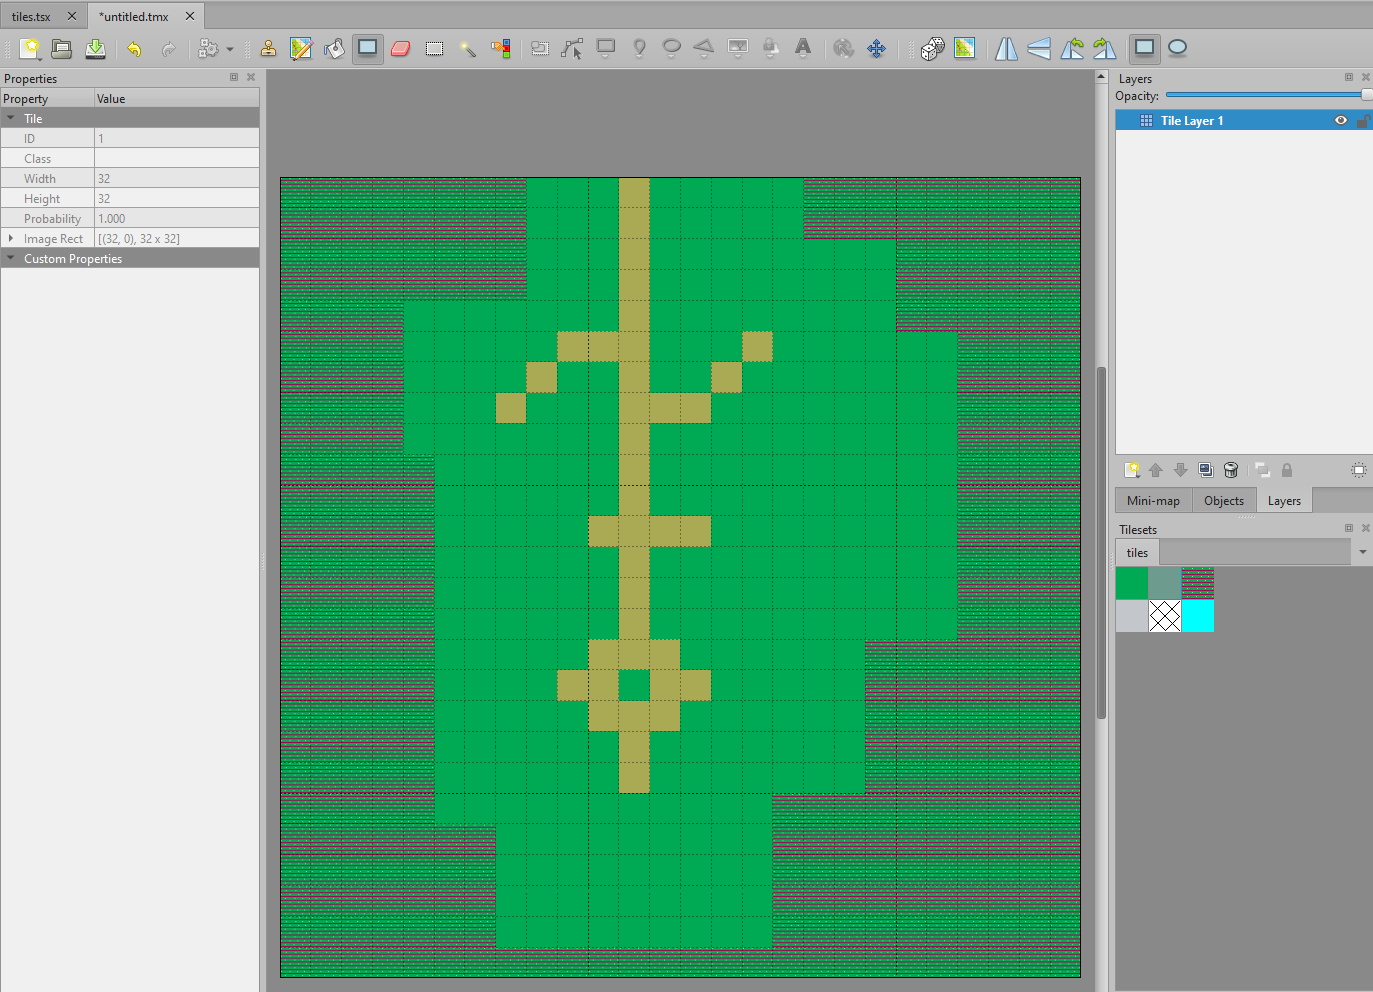 tiles.tsx
*untitled.tmx
Properties
Property Value
Tile
ID 1
Class
Width 32
Height 32
Probability 1.000
Image Rect [(32, 0), 32 x 32]
Custom Properties
Layers
Opacity:
Tile Layer 1
Mini-map Objects Layers
Tilesets
tiles